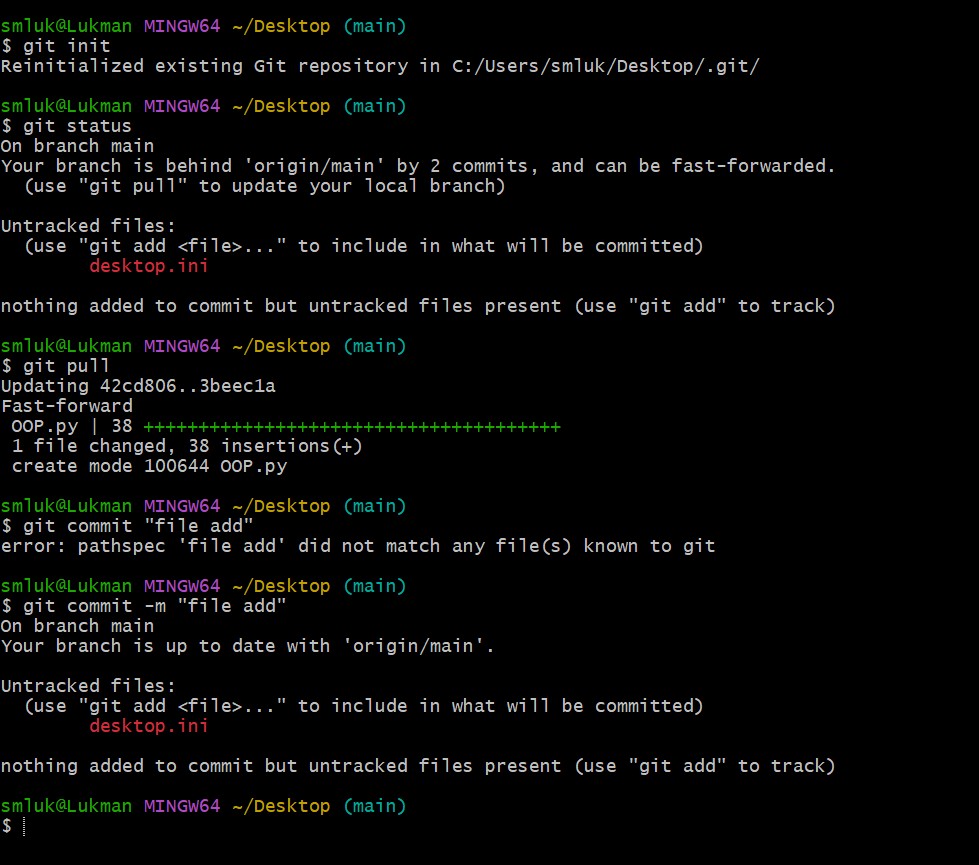 smluk@Lukman MINGW64 ~/Desktop (main)
$ git init
Reinitialized existing Git repository in C:/Users/smluk/Desktop/.git/
smluk@Lukman MINGW64 ~/Desktop (main)
$ git status
On branch main
Your branch is behind 'origin/main' by 2 commits, and can be fast-forwarded.
  (use "git pull" to update your local branch)
Untracked files:
  (use "git add <file>..." to include in what will be committed)
        desktop.ini
nothing added to commit but untracked files present (use "git add" to track)
smluk@Lukman MINGW64 ~/Desktop (main)
$ git pull
Updating 42cd806..3beec1a
Fast-forward
 OOP.py | 38 ++++++++++++++++++++++++++++++++++++++
 1 file changed, 38 insertions(+)
 create mode 100644 OOP.py
smluk@Lukman MINGW64 ~/Desktop (main)
$ git commit "file add"
error: pathspec 'file add' did not match any file(s) known to git
smluk@Lukman MINGW64 ~/Desktop (main)
$ git commit -m "file add"
On branch main
Your branch is up to date with 'origin/main'.
Untracked files:
  (use "git add <file>..." to include in what will be committed)
        desktop.ini
nothing added to commit but untracked files present (use "git add" to track)
smluk@Lukman MINGW64 ~/Desktop (main)
$